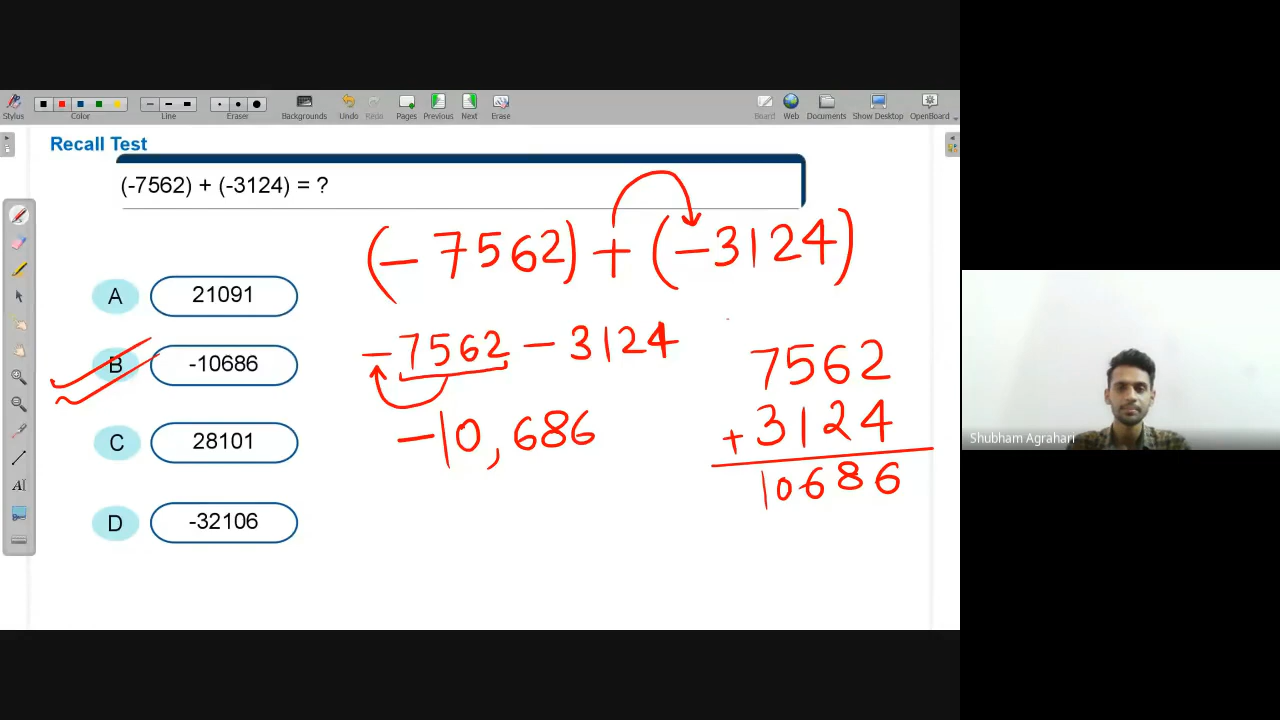 Stylus Color Line Eraser Backgrounds Undo Redo Pages Previous Next Erase Board Web Documents Show Desktop OpenBoard
Recall Test
(-7562) + (-3124) = ?
(- 7562) + (-3124)
A 21091
- 7562 - 3124
B -10686
-10,686
7562
+ 3124
10686
C 28101
D -32106
Shubham Agrahari